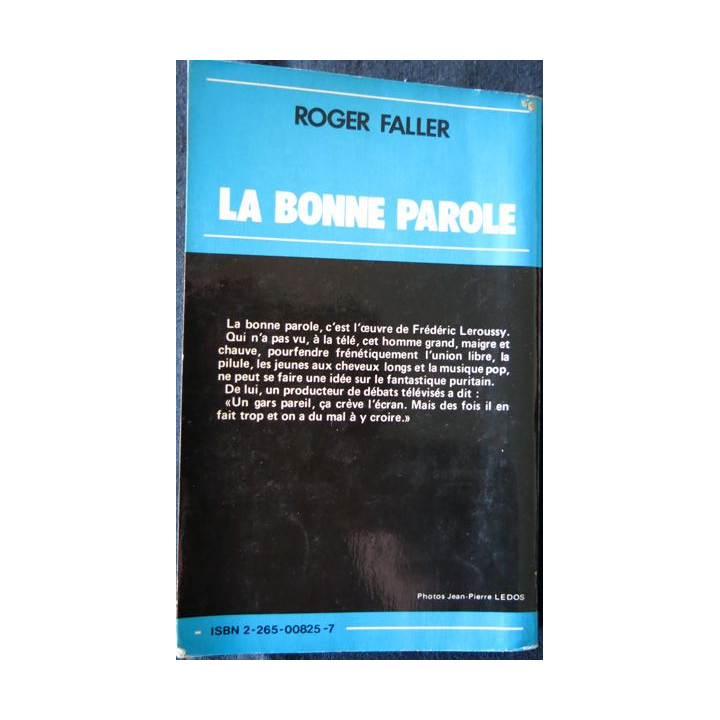 ROGER FALLER
LA BONNE PAROLE
La bonne parole, c'est l'œuvre de Frédéric Leroussy.
Qui n'a pas vu, à la télé, cet homme grand, maigre et
chauve, pourfendre frénétiquement l'union libre, la
pilule, les jeunes aux cheveux longs et la musique pop,
ne peut se faire une idée sur le fantastique puritain.
De lui, un producteur de débats télévisés a dit :
«Un gars pareil, ça crève l'écran. Mais des fois il en
fait trop et on a du mal à y croire.»
Photos Jean-Pierre LEDOS
ISBN 2-265-00825-7